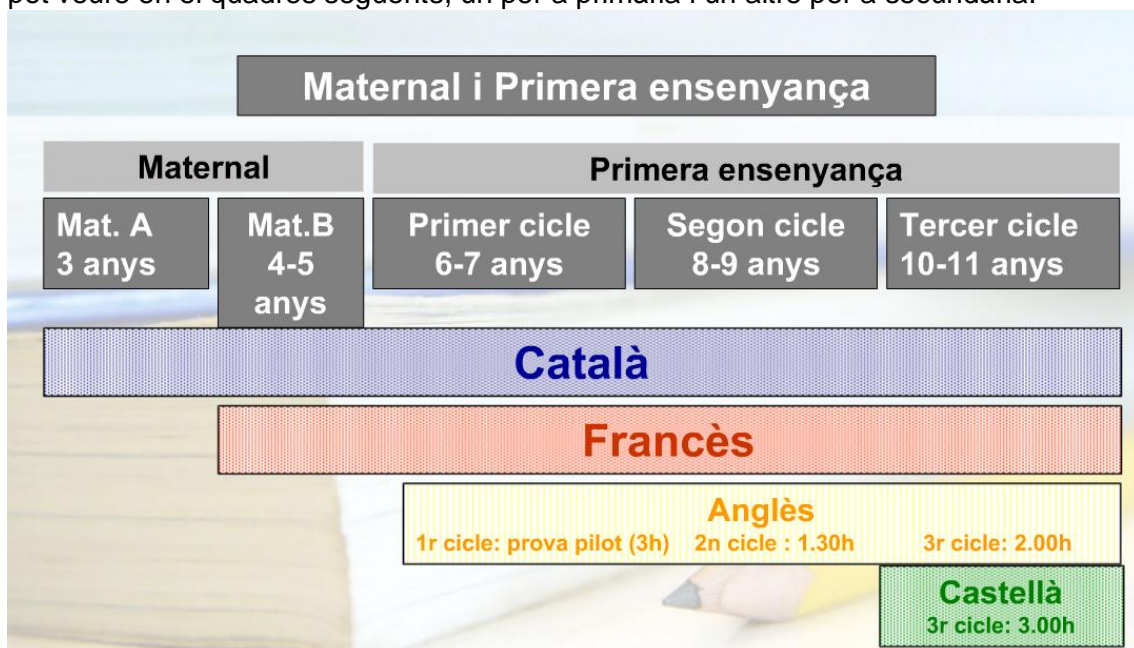 pot veure en el quadres següents, un per a primària i un altre per a secundària.
Maternal i Primera ensenyança
Maternal
Primera ensenyança
Mat. A
3 anys
Mat.B
4-5
anys
Primer cicle
6-7 anys
Segon cicle
8-9 anys
Tercer cicle
10-11 anys
Català
Francès
Anglès
1r cicle: prova pilot (3h) 2n cicle : 1.30h 3r cicle: 2.00h
Castellà
3r cicle: 3.00h